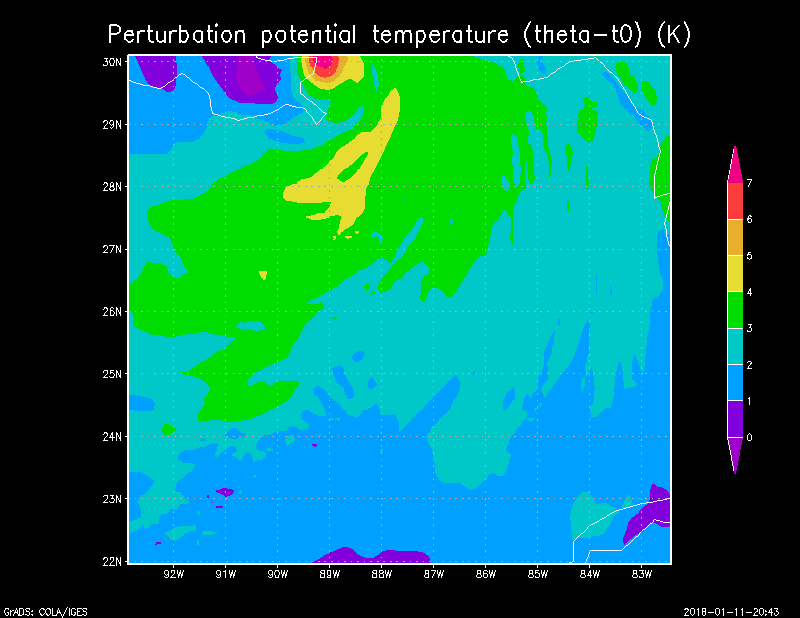 Perturbation potential temperature (theta-t0) (K)
30N
29N
28N
27N
26N
25N
24N
23N
22N
92W 91W 90W 89W 88W 87W 86W 85W 84W 83W
7
6
5
4
3
2
1
0
GrADS: COLA/IGES
2018-01-11-20:43